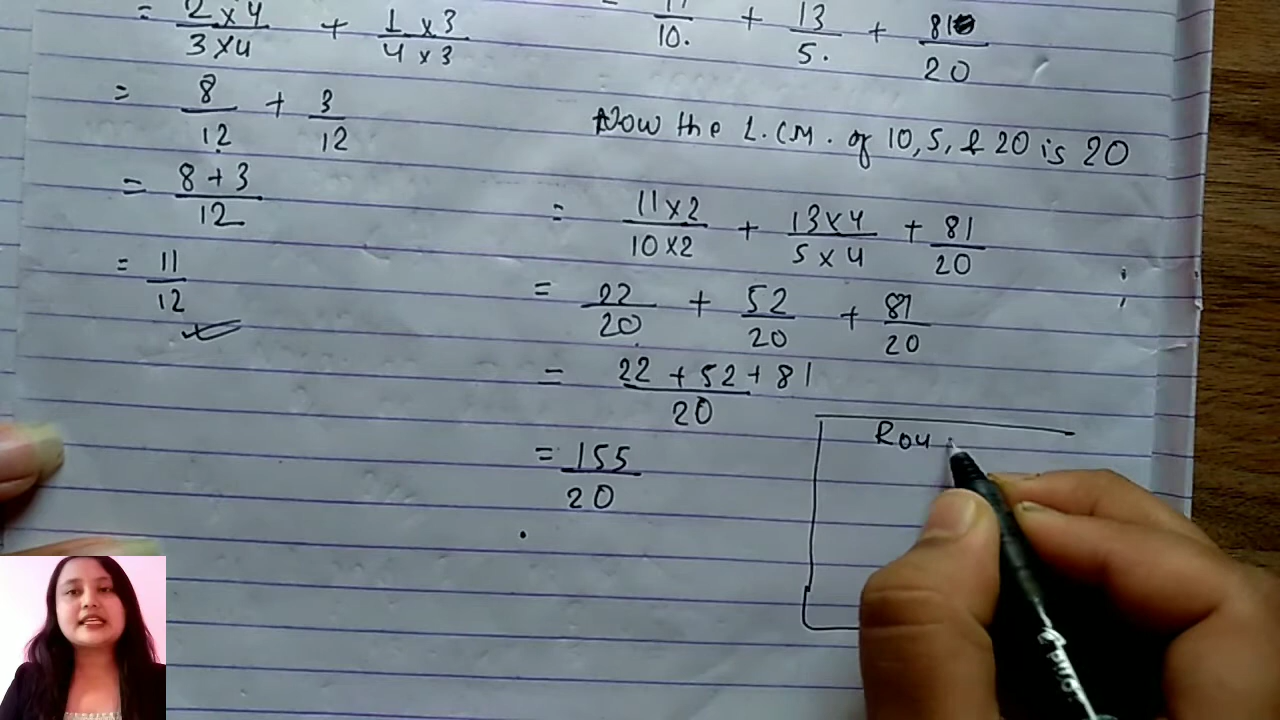 = 2 x 4 / 3 x 4 + 1 x 3 / 4 x 3
= 8 / 12 + 3 / 12
= 8 + 3 / 12
= 11 / 12
= 11 / 10. + 13 / 5. + 81 / 20
Now the L.C.M. of 10, 5, & 20 is 20
= 11 x 2 / 10 x 2 + 13 x 4 / 5 x 4 + 81 / 20
= 22 / 20 + 52 / 20 + 81 / 20
= 22 + 52 + 81 / 20
= 155 / 20
Rou